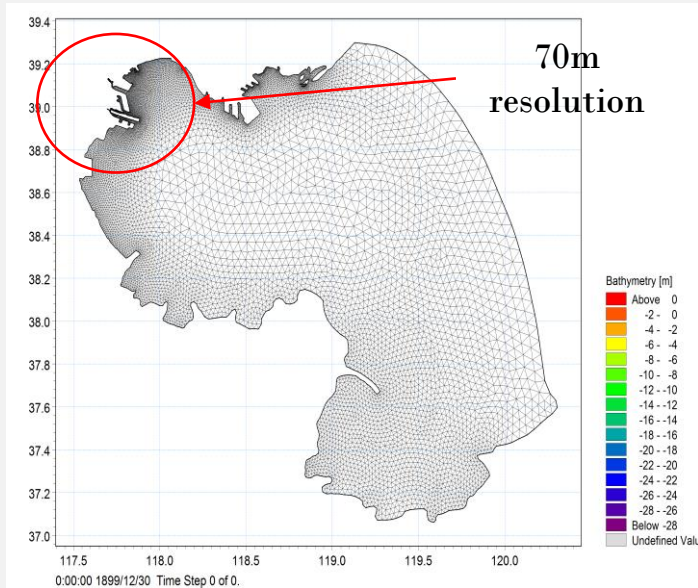 39.4
39.2
39.0
38.8
38.6
38.4
38.2
38.0
37.8
37.6
37.4
37.2
37.0
70m
resolution
117.5 118.0 118.5 119.0 119.5 120.0
0:00:00 1899/12/30 Time Step 0 of 0.
Bathymetry [m]
Above 0
-2 - 0
-4 - -2
-6 - -4
-8 - -6
-10 - -8
-12 - -10
-14 - -12
-16 - -14
-18 - -16
-20 - -18
-22 - -20
-24 - -22
-26 - -24
-28 - -26
Below -28
Undefined Valu